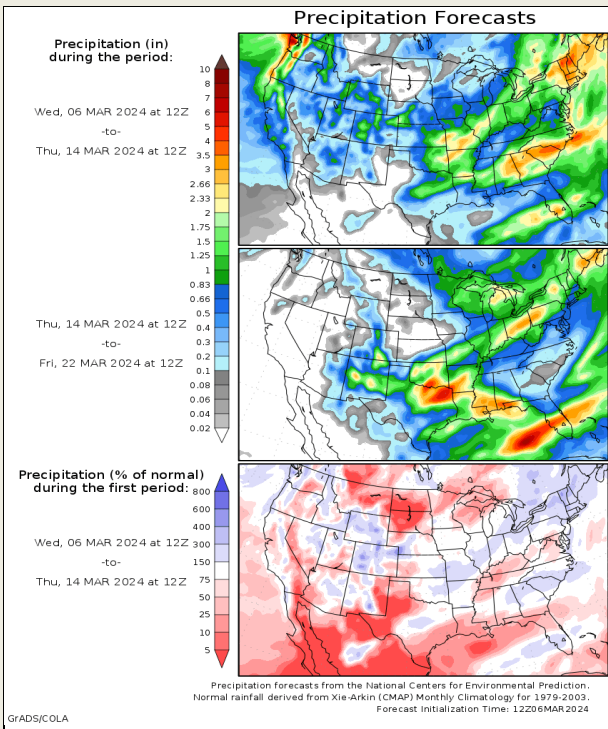 Precipitation Forecasts
Precipitation (in)
during the period:
Wed, 06 MAR 2024 at 12Z
-to-
Thu, 14 MAR 2024 at 12Z
10
8
7
6
5
4
3.5
3
2.66
2.33
2
1.75
1.5
1.25
1
0.83
0.66
0.5
0.4
0.3
0.2
0.1
0.08
0.06
0.04
0.02
Thu, 14 MAR 2024 at 12Z
-to-
Fri, 22 MAR 2024 at 12Z
Precipitation (% of normal)
during the first period:
Wed, 06 MAR 2024 at 12Z
-to-
Thu, 14 MAR 2024 at 12Z
800
600
400
300
150
75
50
25
10
5
Precipitation forecasts from the National Centers for Environmental Prediction.
Normal rainfall derived from Xie-Arkin (CMAP) Monthly Climatology for 1979-2003.
Forecast Initialization Time: 12Z06MAR2024
GrADS/COLA